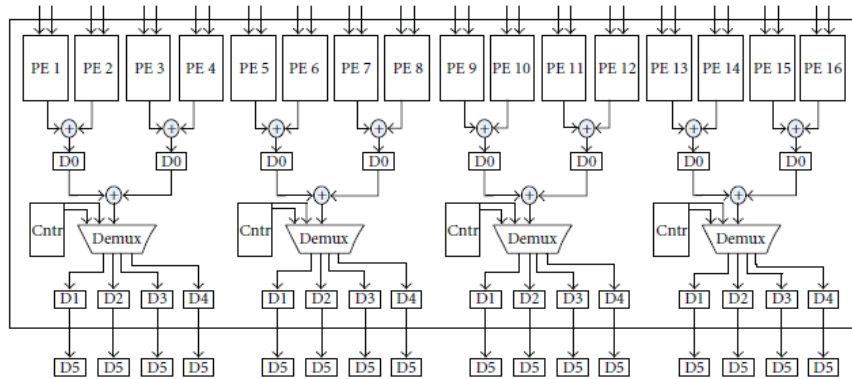 PE 1 PE 2 PE 3 PE 4 PE 5 PE 6 PE 7 PE 8 PE 9 PE 10 PE 11 PE 12 PE 13 PE 14 PE 15 PE 16
+ + + + + + + +
D0 D0 D0 D0 D0 D0 D0 D0
+ + + +
Cntr Demux Cntr Demux Cntr Demux Cntr Demux
D1 D2 D3 D4 D1 D2 D3 D4 D1 D2 D3 D4 D1 D2 D3 D4
D5 D5 D5 D5 D5 D5 D5 D5 D5 D5 D5 D5 D5 D5 D5 D5